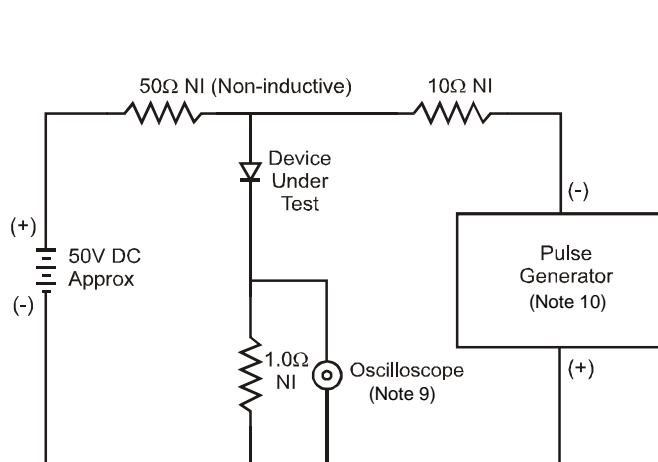 50Ω NI (Non-inductive)
10Ω NI
Device
Under
Test
(-)
(+)
50V DC
Approx
(-)
Pulse
Generator
(Note 10)
1.0Ω
NI
Oscilloscope
(Note 9)
(+)